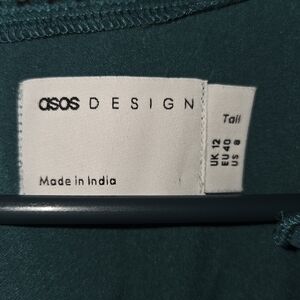 asos DESIGN
Made in India
Tall
UK 12
EU 40
US 8